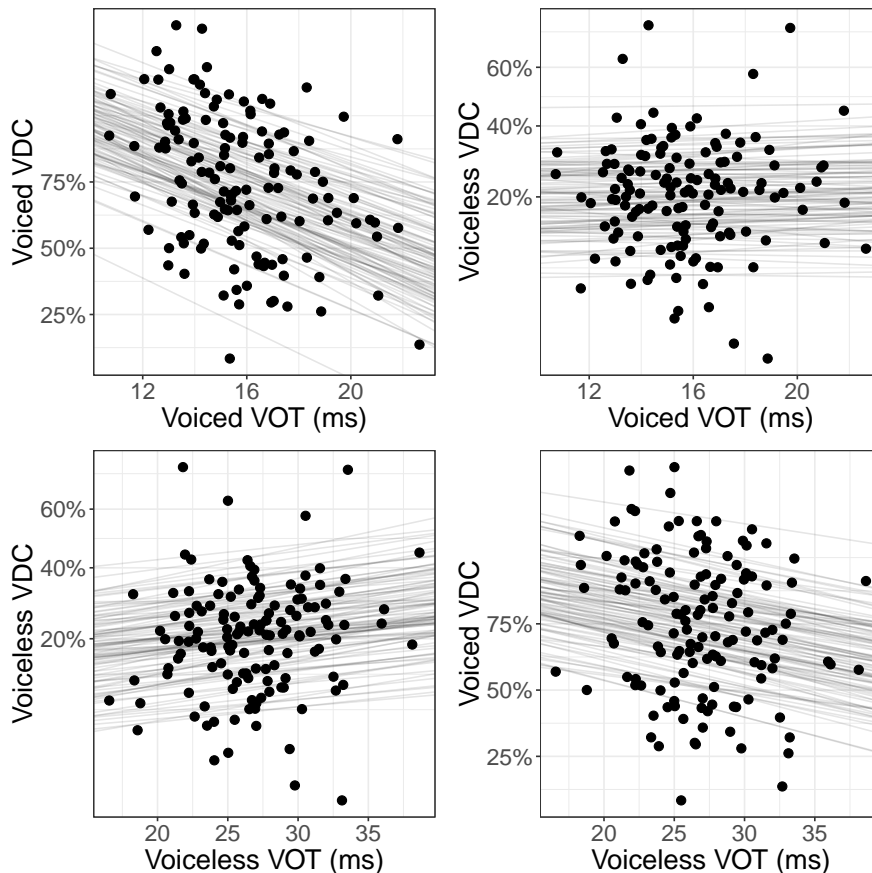 Voiced VDC
75%
50%
25%
12 16 20
Voiced VOT (ms)
Voiceless VDC
60%
40%
20%
12 16 20
Voiced VOT (ms)
Voiceless VDC
60%
40%
20%
20 25 30 35
Voiceless VOT (ms)
Voiced VDC
75%
50%
25%
20 25 30 35
Voiceless VOT (ms)